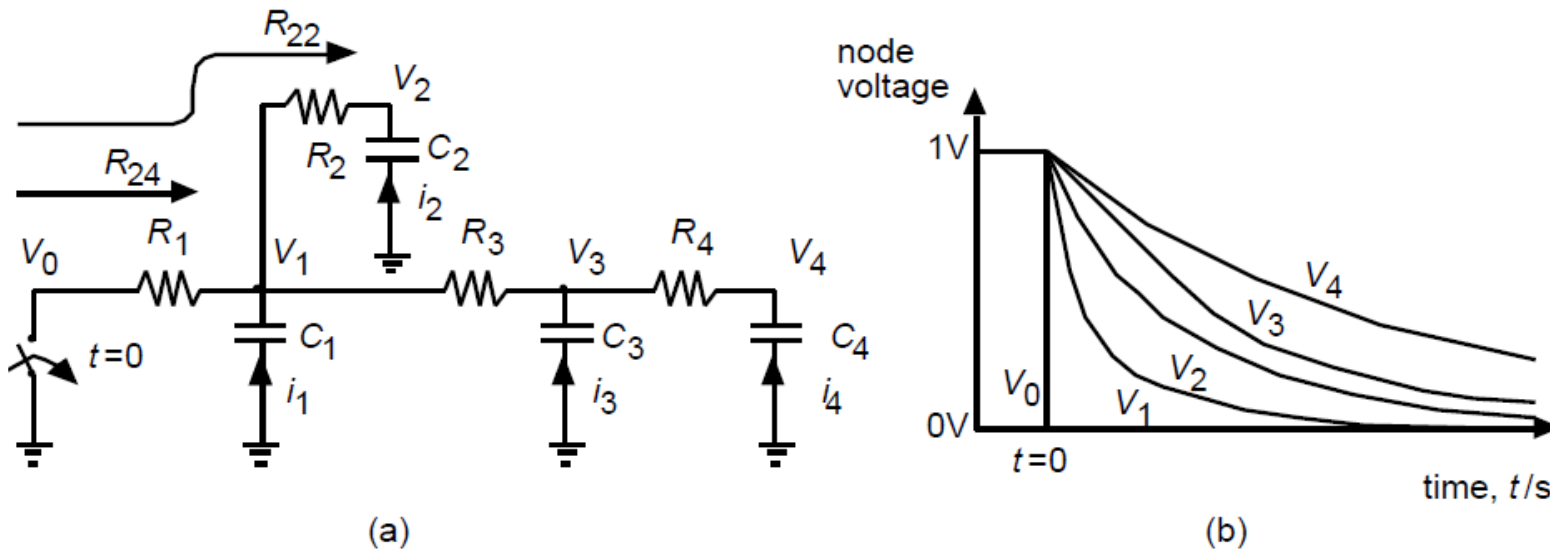 R22
V2
R2
C2
R24
i2
V0
R1
V1
R3
V3
R4
V4
t=0
C1
C3
C4
i1
i3
i4
(a)
node
voltage
1V
V4
V3
V2
V0
V1
0V
t=0
time, t/s
(b)